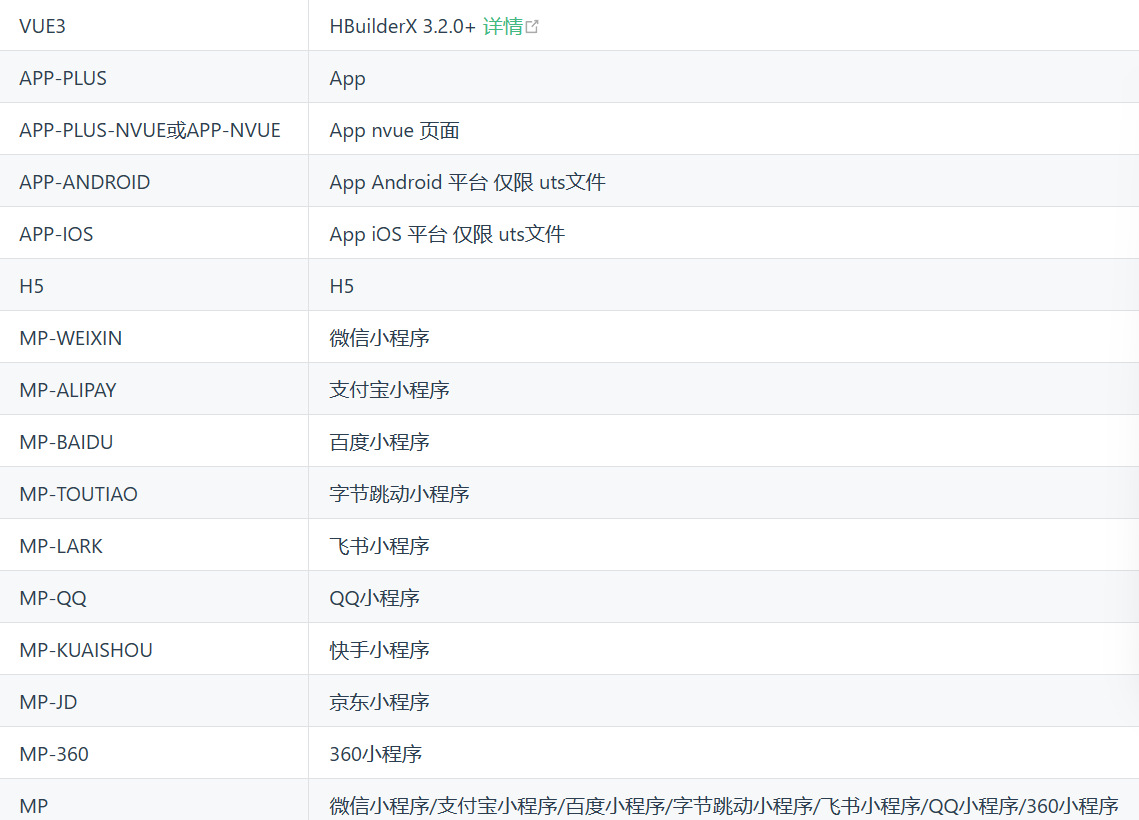 VUE3 HBuilderX 3.2.0+ 详情
APP-PLUS App
APP-PLUS-NVUE或APP-NVUE App nvue 页面
APP-ANDROID App Android 平台 仅限 uts文件
APP-IOS App iOS 平台 仅限 uts文件
H5 H5
MP-WEIXIN 微信小程序
MP-ALIPAY 支付宝小程序
MP-BAIDU 百度小程序
MP-TOUTIAO 字节跳动小程序
MP-LARK 飞书小程序
MP-QQ QQ小程序
MP-KUAISHOU 快手小程序
MP-JD 京东小程序
MP-360 360小程序
MP 微信小程序/支付宝小程序/百度小程序/字节跳动小程序/飞书小程序/QQ小程序/360小程序